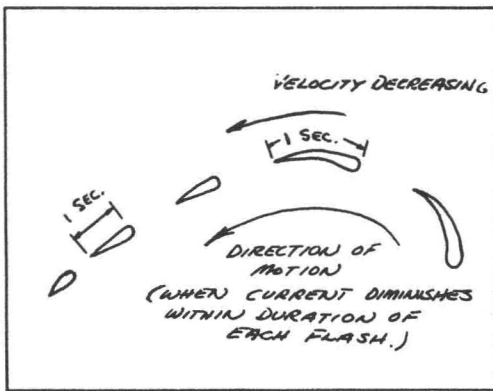 VELOCITY DECREASING
1 SEC.
1 SEC.
DIRECTION OF
MOTION
(WHEN CURRENT DIMINISHES
WITHIN DURATION OF
EACH FLASH.)